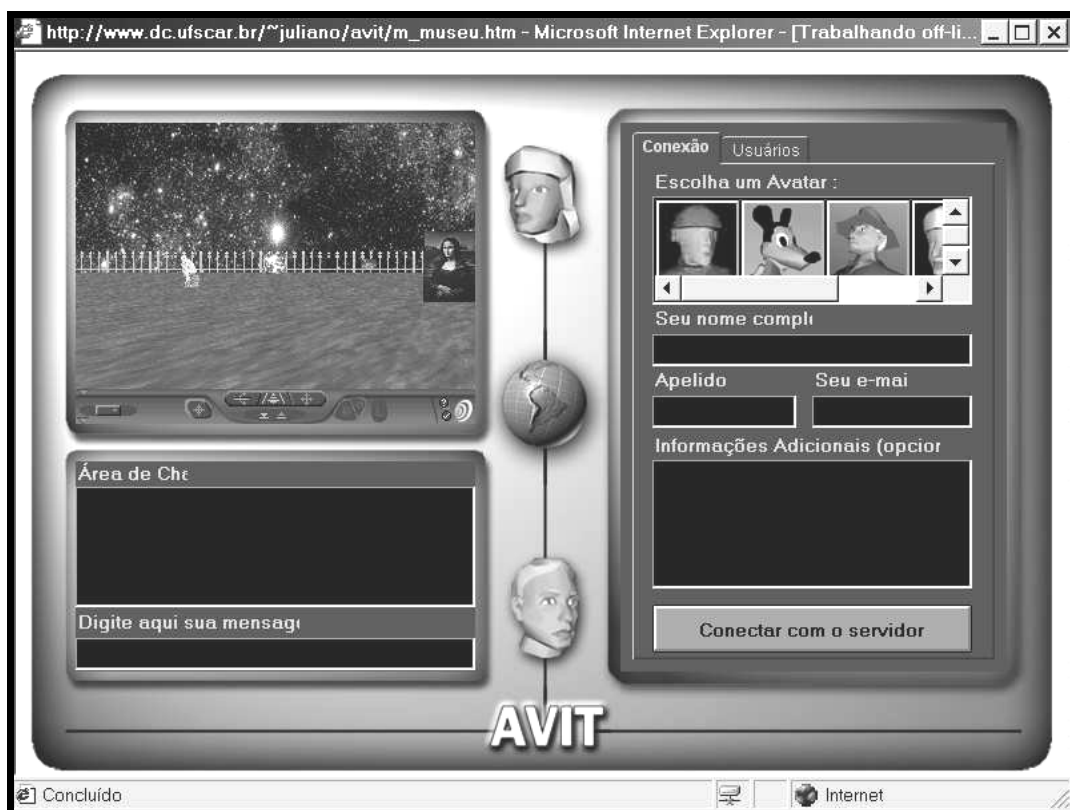 http://www.dc.ufscar.br/~juliano/avit/m_museu.htm - Microsoft Internet Explorer - [Trabalhando off-li...
Conexão
Usuários
Escolha um Avatar :
Seu nome compl
Apelido
Seu e-mai
Informações Adicionais (opcior
Conectar com o servidor
Área de Cha
Digite aqui sua mensage
AVIT
Concluído
Internet